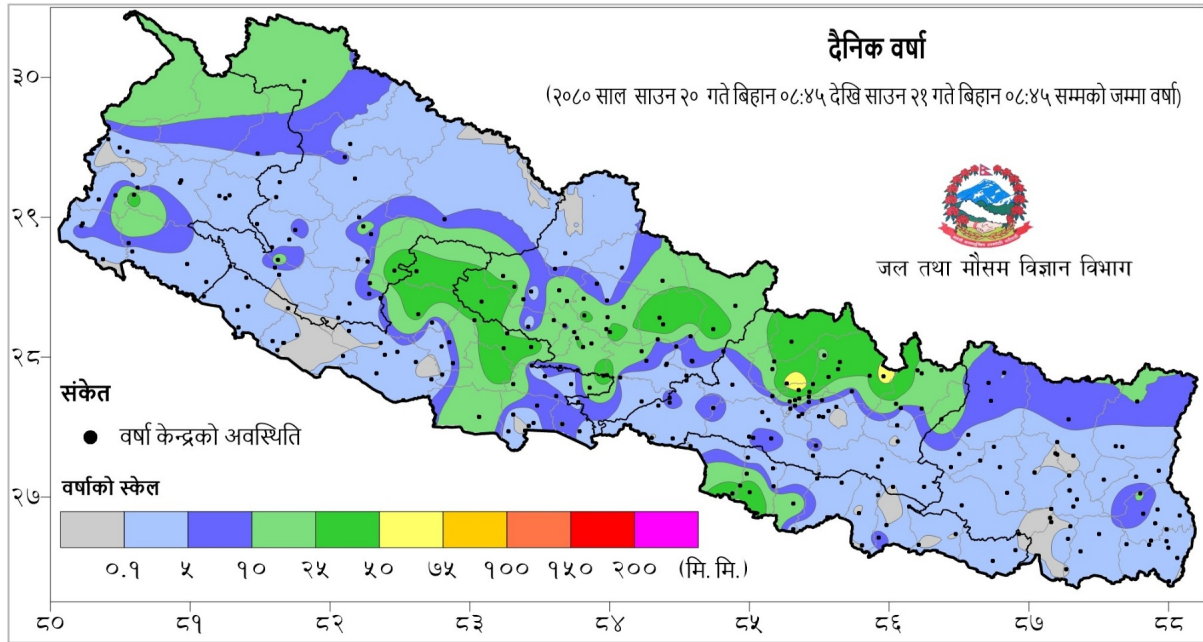 दैनिक वर्षा
(२०८० साल साउन २० गते बिहान ०८:४५ देखि साउन २१ गते बिहान ०८:४५ सम्मको जम्मा वर्षा)
जल तथा मौसम विज्ञान विभाग
३०
२९
२८
२७
संकेत
वर्षा केन्द्रको अवस्थिति
वर्षाको स्केल
०.१ ५ १० २५ ५० ७५ १०० १५० २०० (मि.मि.)
८० ८१ ८२ ८३ ८४ ८५ ८६ ८७ ८८